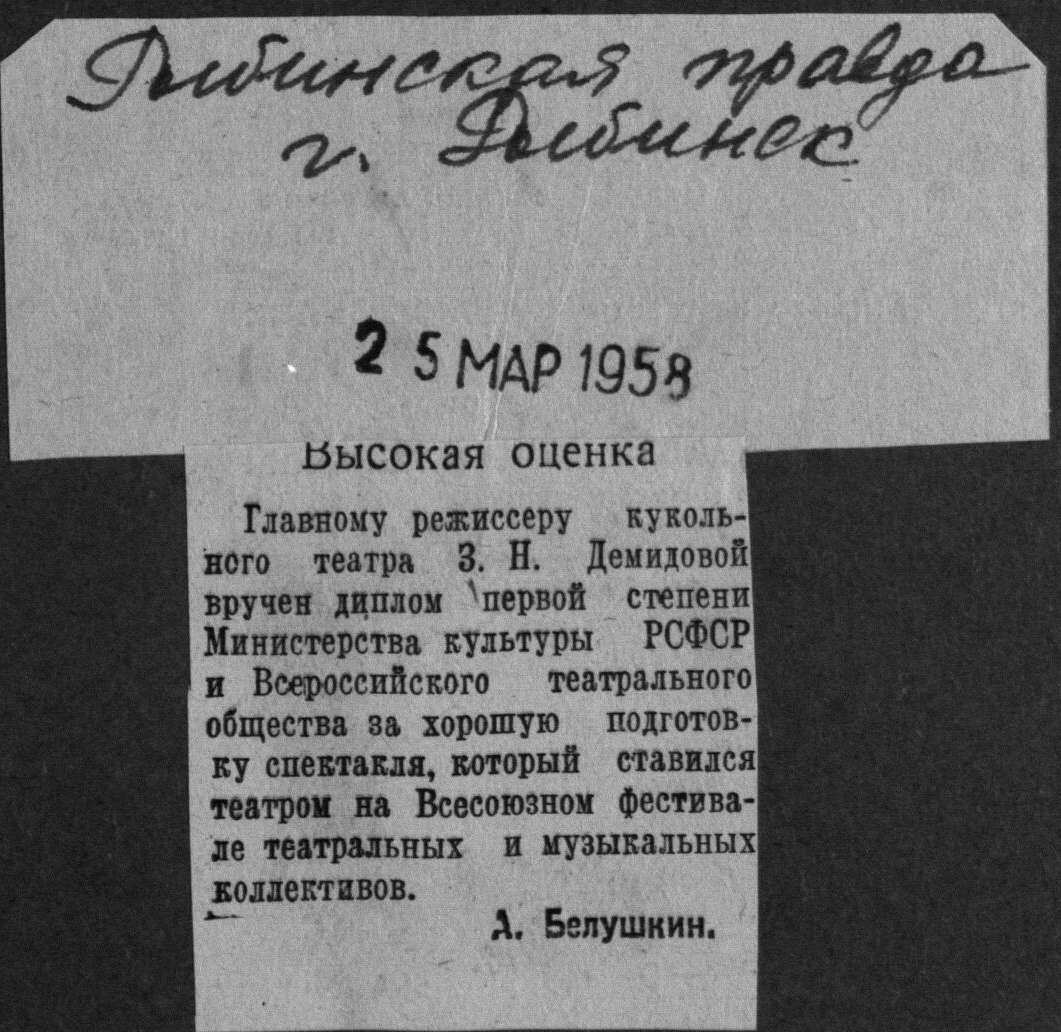 Рыбинская правда
г. Рыбинск
25 МАР 1958
Высокая оценка
Главному режиссеру куколь-
ного театра З. Н. Демидовой
вручен диплом первой степени
Министерства культуры РСФСР
и Всероссийского театрального
общества за хорошую подготов-
ку спектакля, который ставился
театром на Всесоюзном фестива-
ле театральных и музыкальных
коллективов.
А. Белушкин.